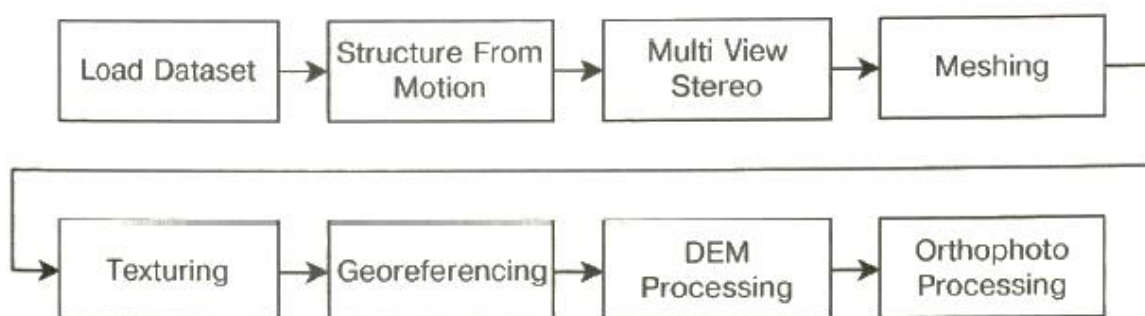 Load Dataset
Structure From
Motion
Multi View
Stereo
Meshing
Texturing
Georeferencing
DEM
Processing
Orthophoto
Processing